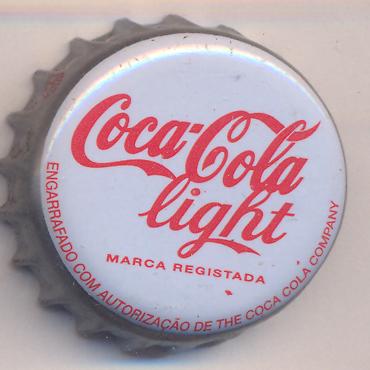 Coca-Cola
light
MARCA REGISTADA
ENGARRAFADO COM AUTORIZAÇÃO DE THE COCA COLA COMPANY